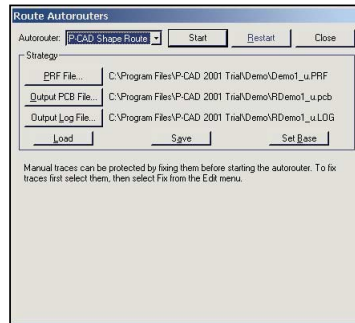 Route Autorouters
Autorouter: P-CAD Shape Route Start Restart Close
Strategy
PRF File... C:\Program Files\P-CAD 2001 Trial\Demo\Demo1_u.PRF
Output PCB File... C:\Program Files\P-CAD 2001 Trial\Demo\RDemo1_u.pcb
Output Log File... C:\Program Files\P-CAD 2001 Trial\Demo\RDemo1_u.LOG
Load Save Set Base
Manual traces can be protected by fixing them before starting the autorouter. To fix
traces first select them, then select Fix from the Edit menu.